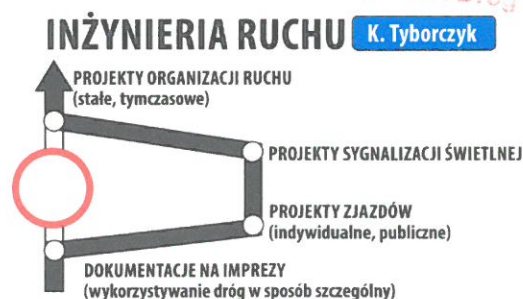 INŻYNIERIA RUCHU K. Tyborczyk
PROJEKTY ORGANIZACJI RUCHU
(stałe, tymczasowe)
PROJEKTY SYGNALIZACJI ŚWIETLNEJ
PROJEKTY ZJAZDÓW
(indywidualne, publiczne)
DOKUMENTACJE NA IMPREZY
(wykorzystywanie dróg w sposób szczególny)